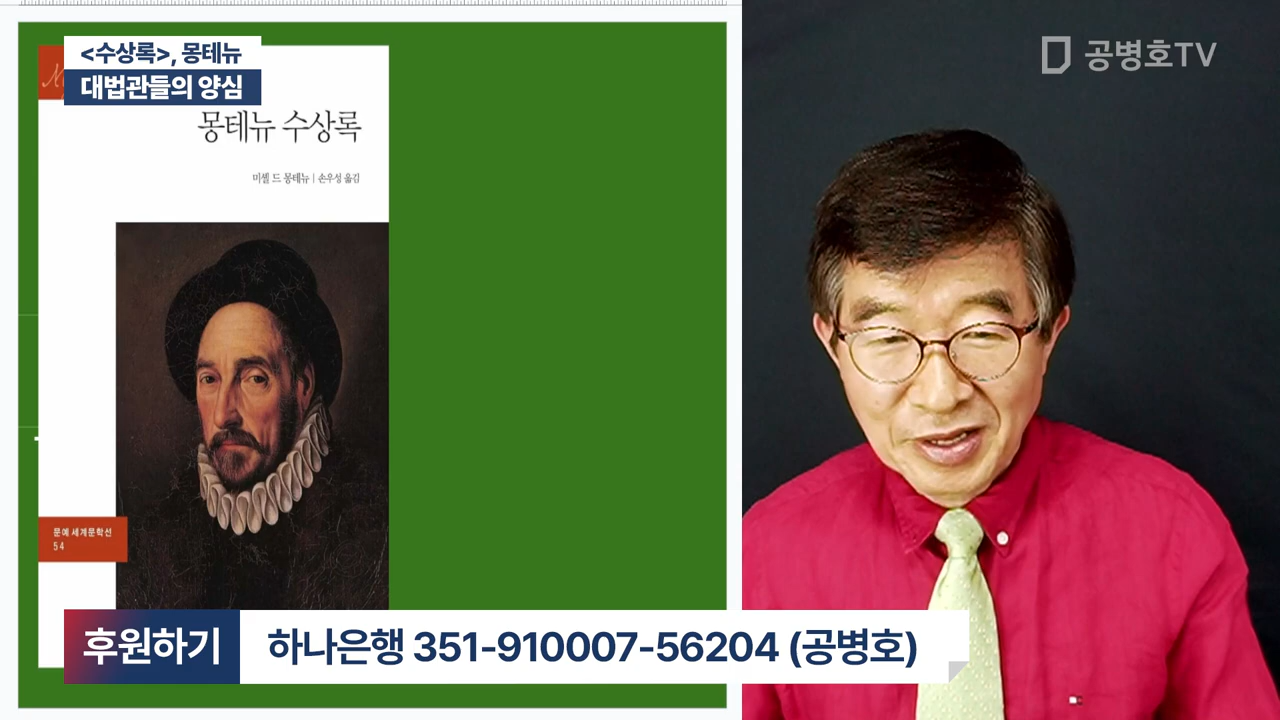 <수상록>, 몽테뉴
대법관들의 양심
공병호TV
몽테뉴 수상록
미셸 드 몽테뉴 | 손우성 옮김
문예 세계문학선
54
후원하기
하나은행 351-910007-56204 (공병호)